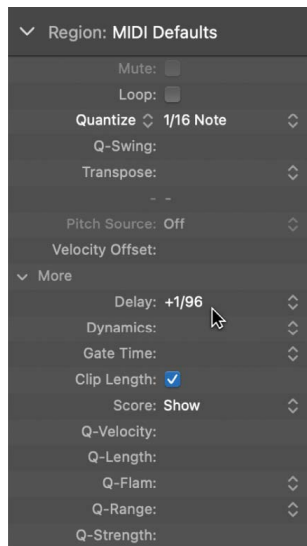 Region: MIDI Defaults
Mute:
Loop:
Quantize 1/16 Note
Q-Swing:
Transpose:
- -
Pitch Source: Off
Velocity Offset:
More
Delay: +1/96
Dynamics:
Gate Time:
Clip Length:
Score: Show
Q-Velocity:
Q-Length:
Q-Flam:
Q-Range:
Q-Strength: